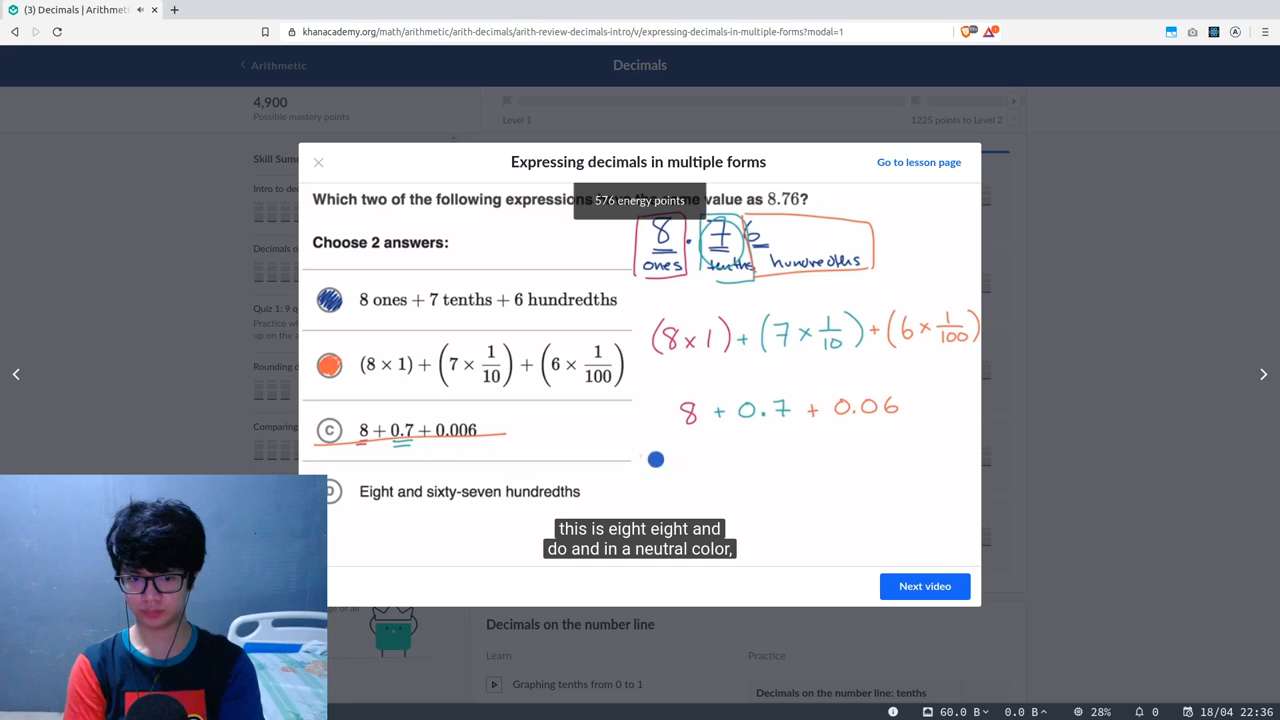 (3) Decimals | Arithmeti
khanacademy.org/math/arithmetic/arith-decimals/arith-review-decimals-intro/v/expressing-decimals-in-multiple-forms?modal=1
Arithmetic
Decimals
4,900
Possible mastery points
Level 1
1225 points to Level 2
Skill Summ
Intro to dec
Decimals o
Quiz 1: 9 q
Practice w
up on the a
Rounding d
Comparing
Expressing decimals in multiple forms
Go to lesson page
Which two of the following expressions
value as 8.76?
576 energy points
Choose 2 answers:
8 . 7 6
ones tenths hundredths
8 ones + 7 tenths + 6 hundredths
(8 × 1) + (7 × 1/10) + (6 × 1/100)
(8 × 1) + (7 × 1/10) + (6 × 1/100)
C 8 + 0.7 + 0.006
8 + 0.7 + 0.06
D Eight and sixty-seven hundredths
this is eight eight and
do and in a neutral color,
Next video
Decimals on the number line
Learn
Practice
Graphing tenths from 0 to 1
Decimals on the number line: tenths
60.0 B
0.0 B
28%
0
18/04 22:36